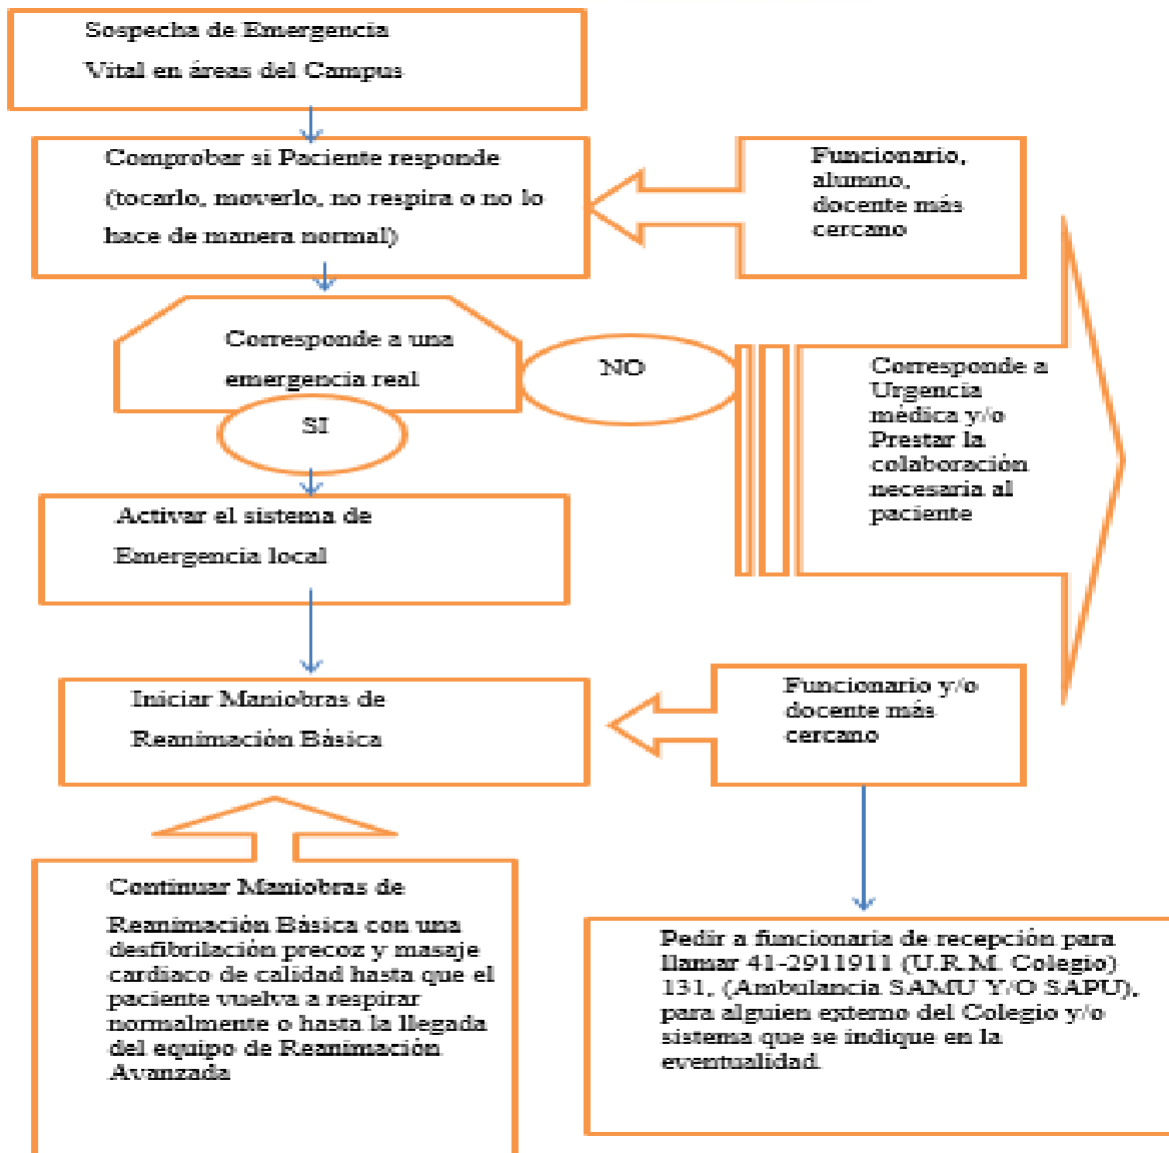 Sospecha de Emergencia
Vital en áreas del Campus
Comprobar si Paciente responde
(tocarlo, moverlo, no respira o no lo
hace de manera normal)
Funcionario,
alumno,
docente más
cercano
Corresponde a una
emergencia real
NO
SI
Corresponde a
Urgencia
médica y/o
Prestar la
colaboración
necesaria al
paciente
Activar el sistema de
Emergencia local
Iniciar Maniobras de
Reanimación Básica
Funcionario y/o
docente más
cercano
Continuar Maniobras de
Reanimación Básica con una
desfibrilación precoz y masaje
cardiaco de calidad hasta que el
paciente vuelva a respirar
normalmente o hasta la llegada
del equipo de Reanimación
Avanzada
Pedir a funcionaria de recepción para
llamar 41-2911911 (U.R.M. Colegio)
131, (Ambulancia SAMU Y/O SAPU),
para alguien externo del Colegio y/o
sistema que se indique en la
eventualidad.